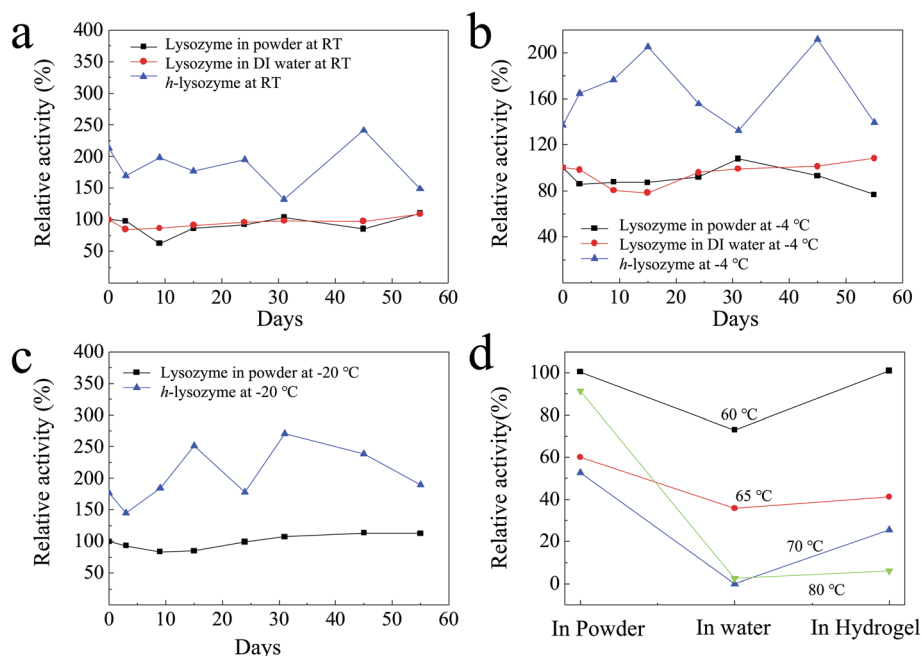 a
400
350
300
250
200
150
100
50
Relative activity (%)
Lysozyme in powder at RT
Lysozyme in DI water at RT
h-lysozyme at RT
0 10 20 30 40 50 60
Days
b
200
160
120
80
40
Relative activity (%)
Lysozyme in powder at -4 ℃
Lysozyme in DI water at -4 ℃
h-lysozyme at -4 ℃
0 10 20 30 40 50 60
Days
c
400
350
300
250
200
150
100
50
Relative activity (%)
Lysozyme in powder at -20 ℃
h-lysozyme at -20 ℃
0 10 20 30 40 50 60
Days
d
100
80
60
40
20
0
Relative activity(%)
60 ℃
65 ℃
70 ℃
80 ℃
In Powder In water In Hydrogel